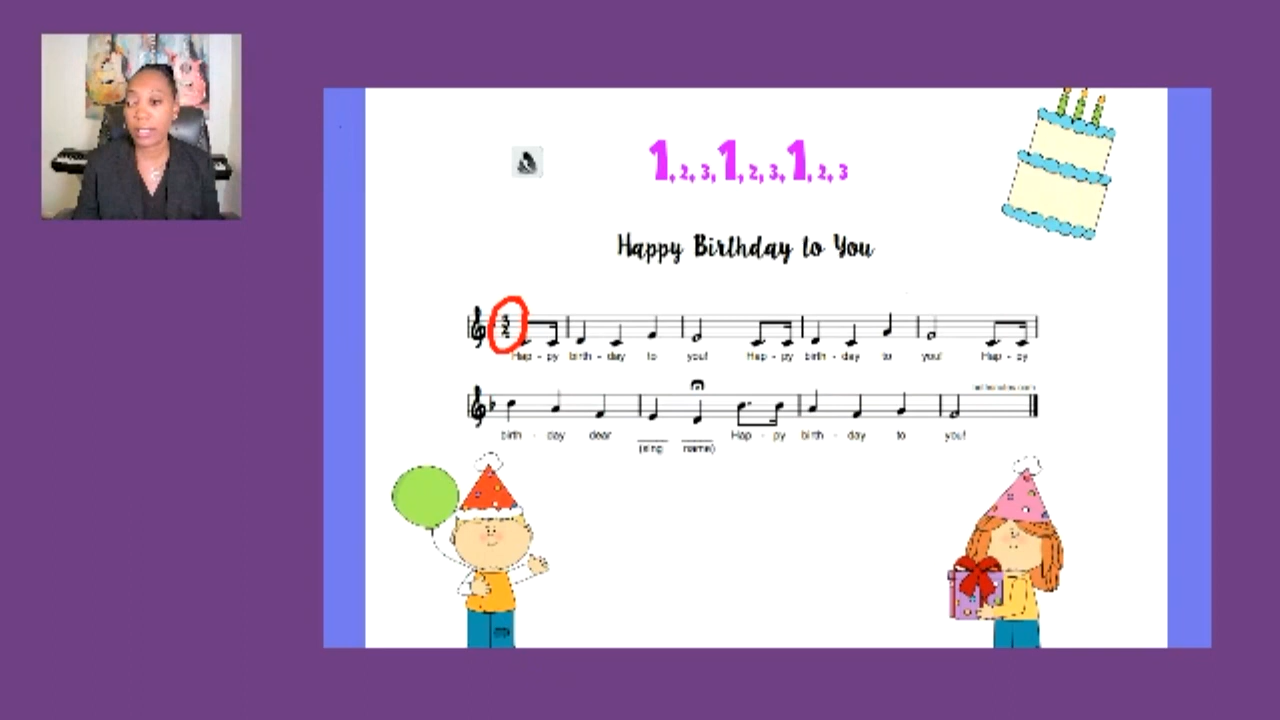 1, 2, 3, 1, 2, 3, 1, 2, 3
Happy Birthday to You
Hap - py birth - day to you! Hap - py birth - day to you! Hap - py
birth - day dear ____ ____ Hap - py birth - day to you!
(sing name)